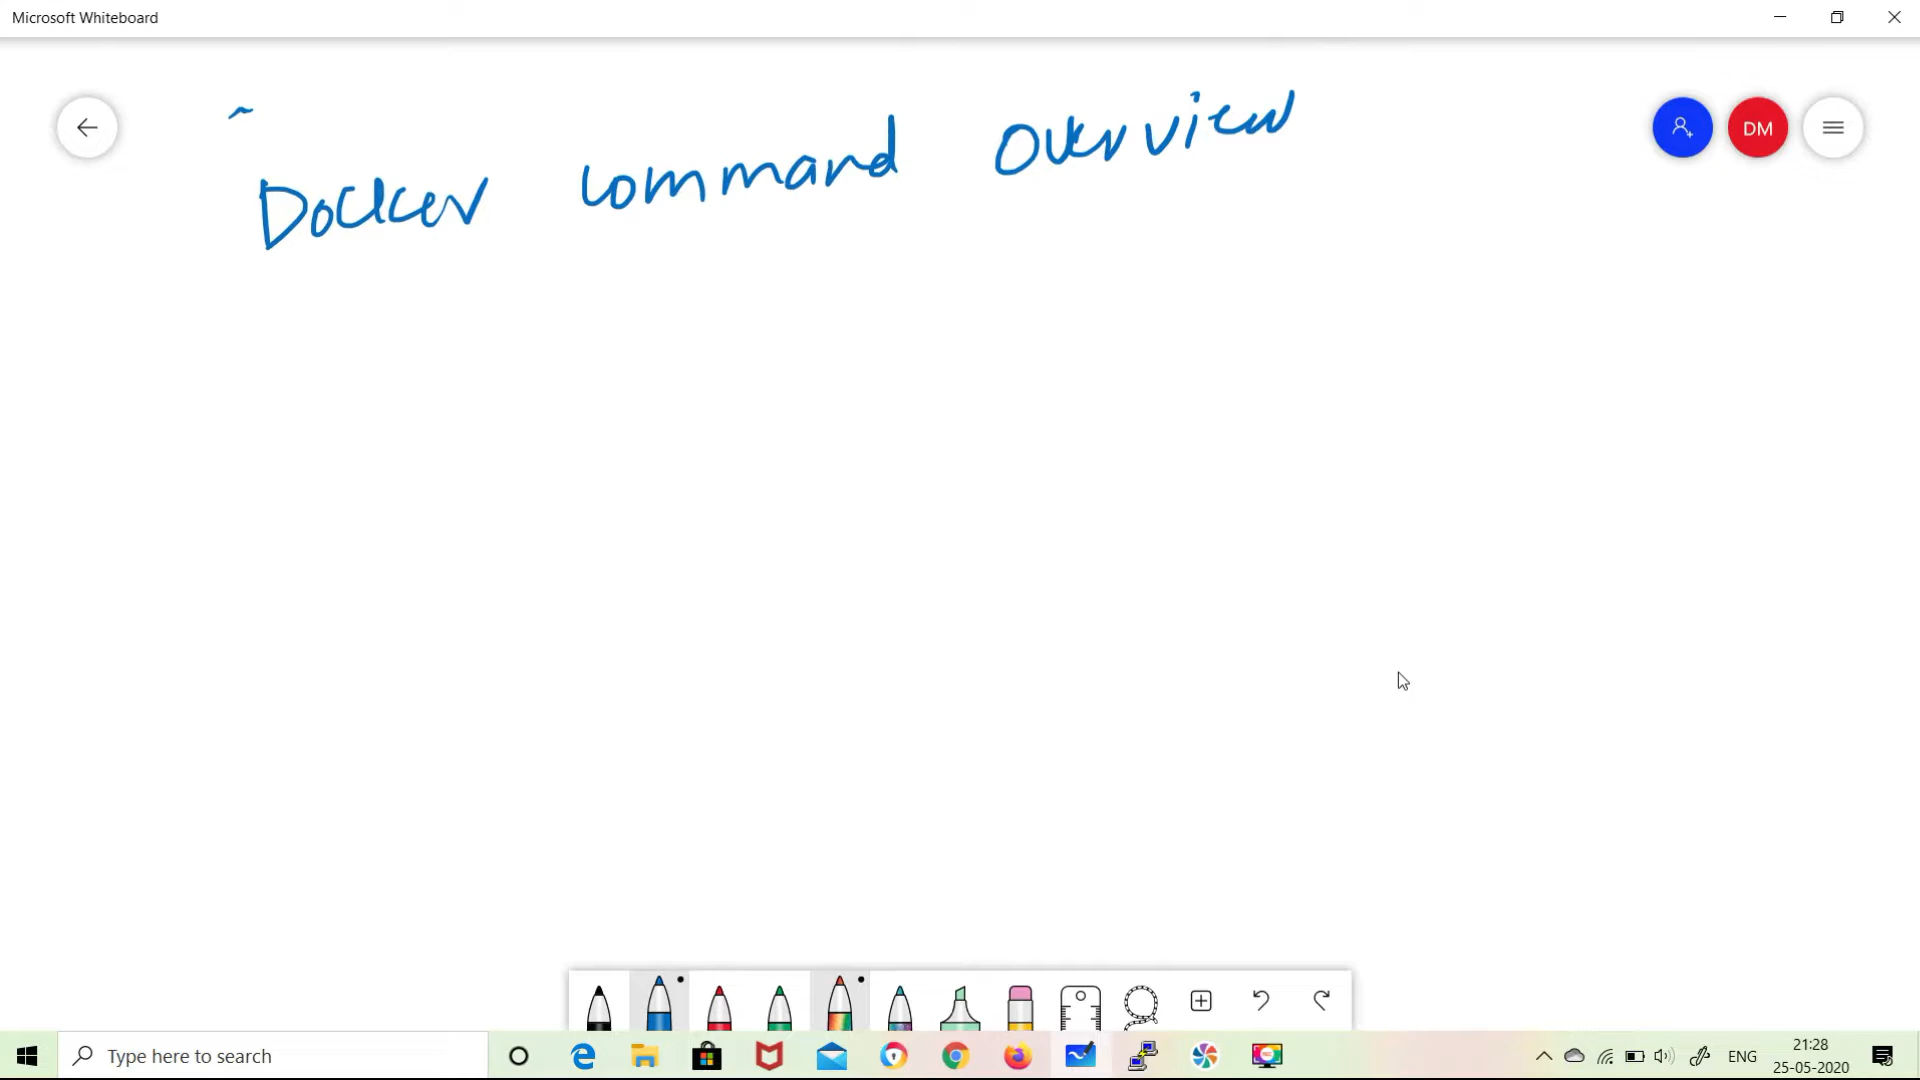 Microsoft Whiteboard
Docker command overview
DM
Type here to search
ENG
21:28
25-05-2020